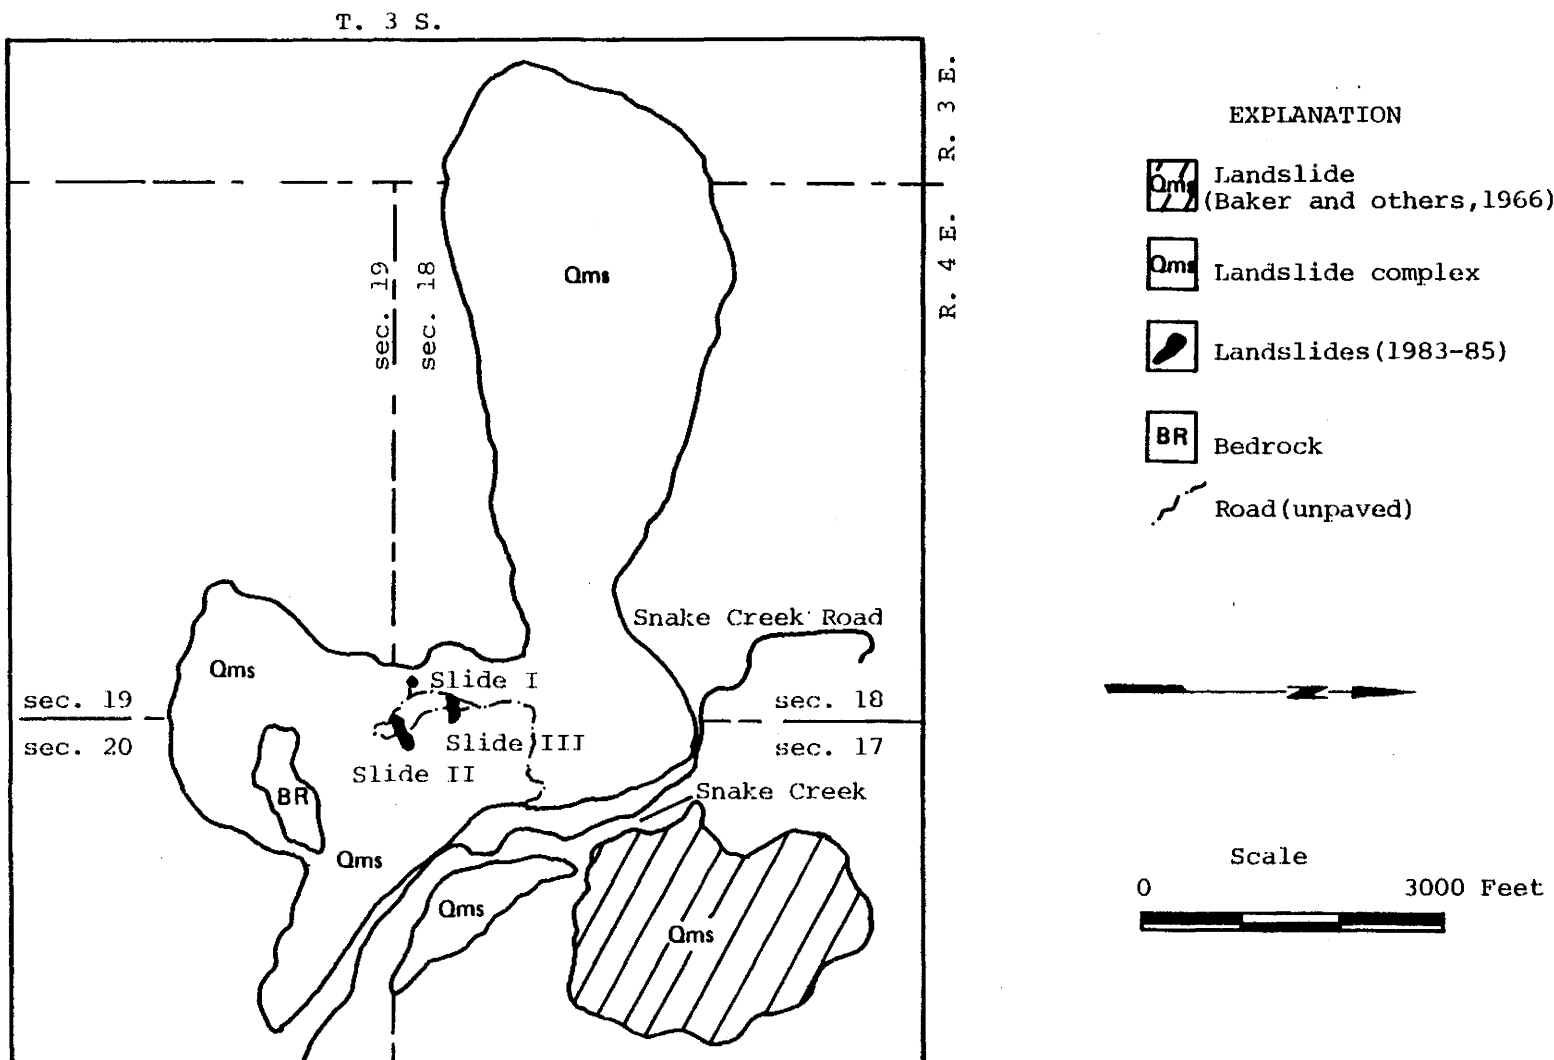 T. 3 S.
R. 3 E.
R. 4 E.
sec. 19
sec. 18
Qms
Snake Creek Road
Qms
Slide I
sec. 19
sec. 18
sec. 20
sec. 17
Slide III
Slide II
Snake Creek
BR
Qms
Qms
Qms
EXPLANATION
Qms Landslide
(Baker and others,1966)
Qms Landslide complex
Landslides(1983-85)
BR Bedrock
Road(unpaved)
N
Scale
0 3000 Feet